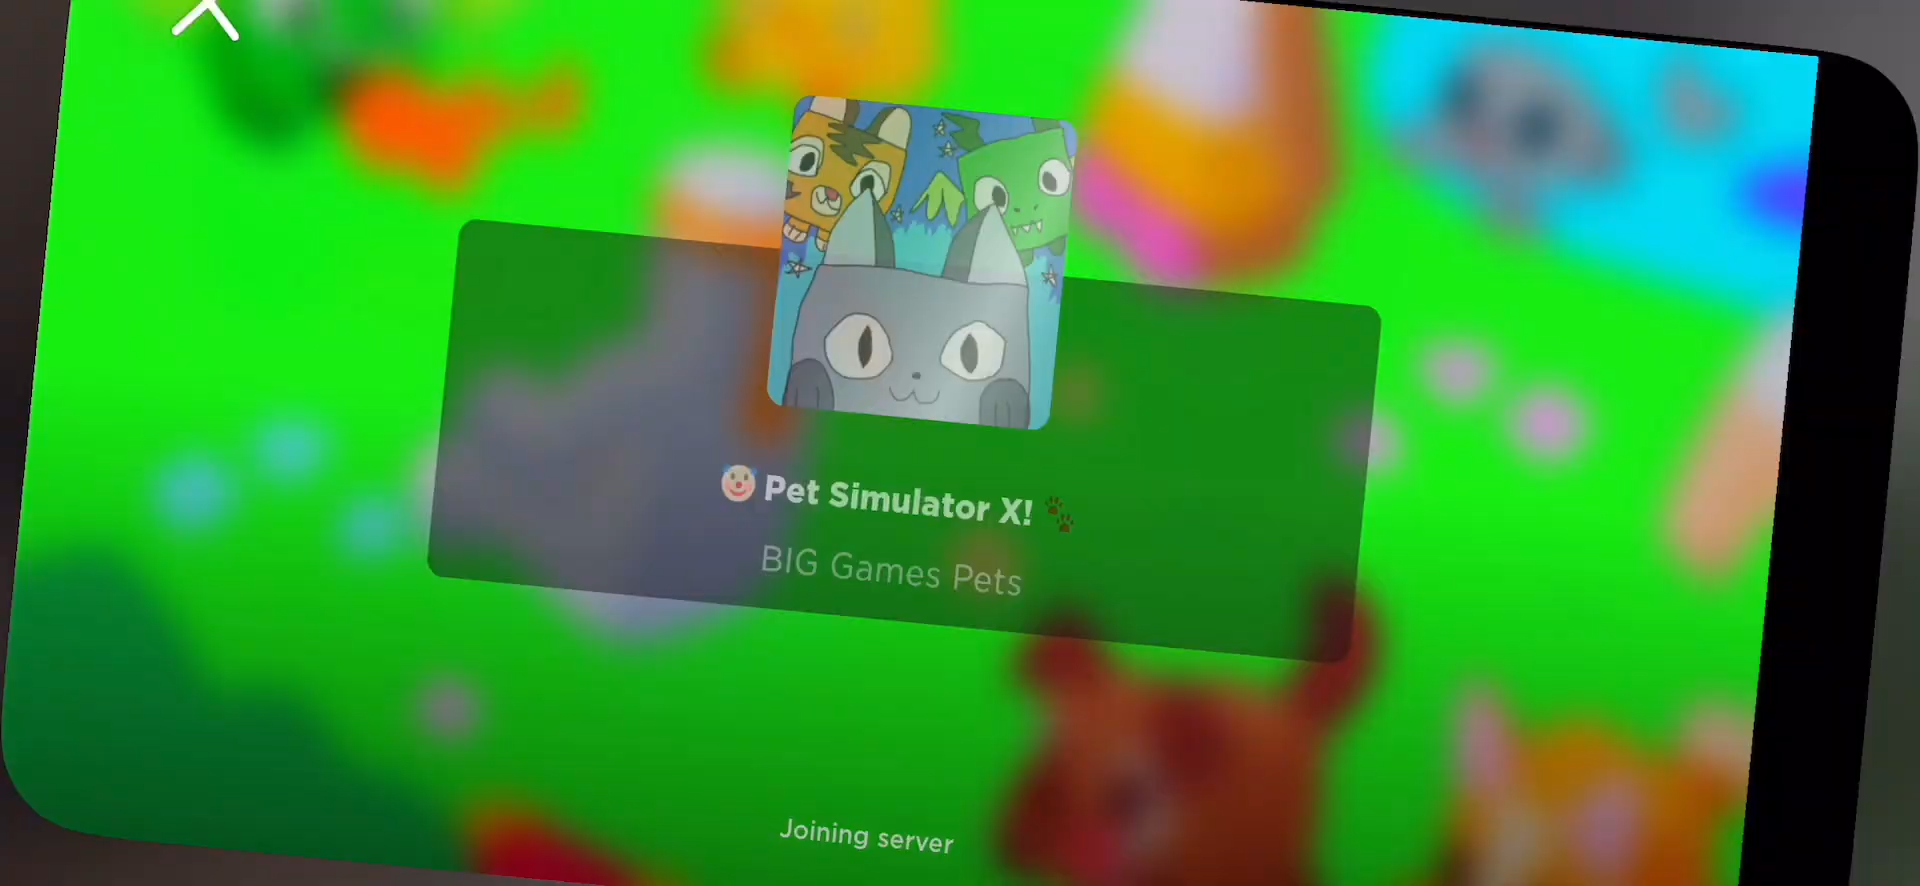 🤡 Pet Simulator X! 🐾
BIG Games Pets
Joining server